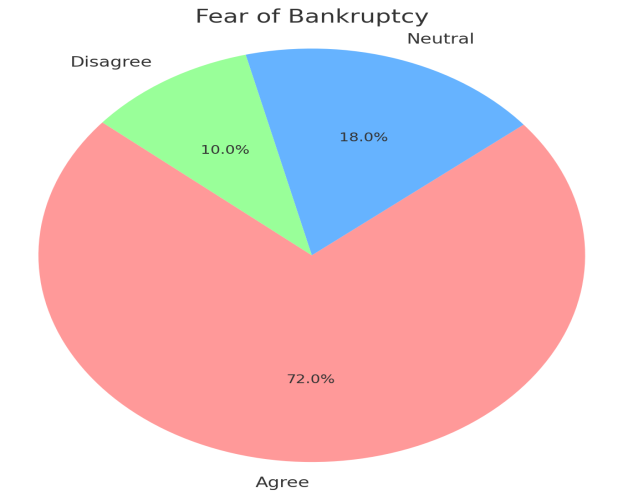 Fear of Bankruptcy
Neutral
Disagree
18.0%
10.0%
72.0%
Agree